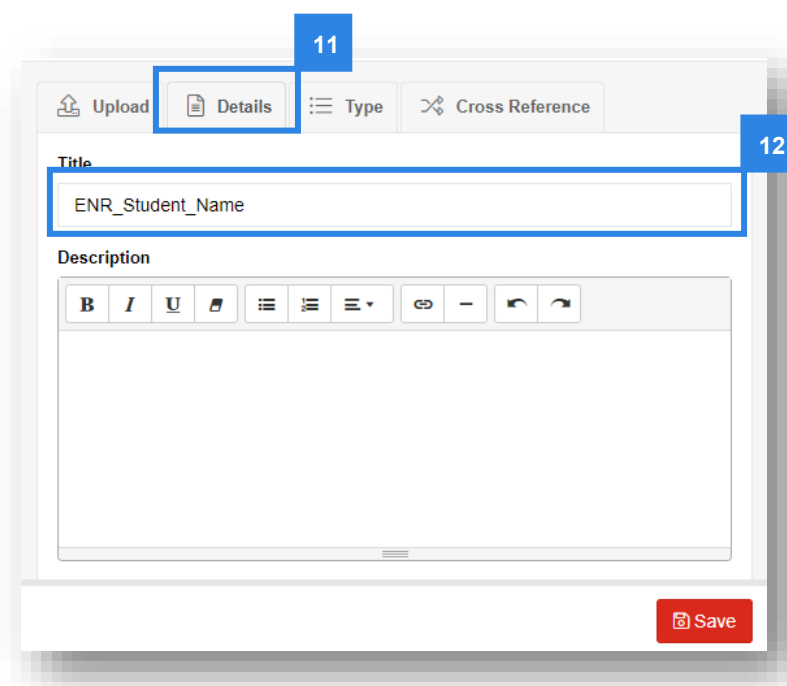 11
Upload Details Type Cross Reference
12
Title
ENR_Student_Name
Description
B I U
Save